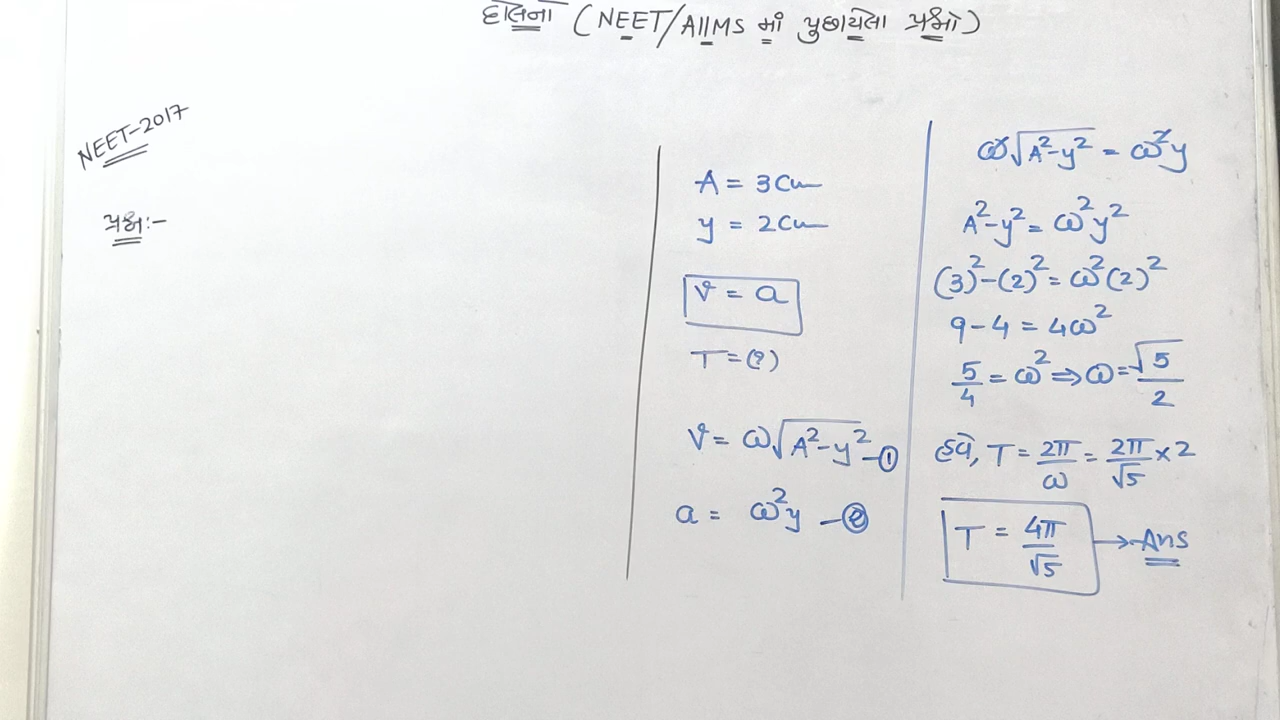 દોલનો (NEET/AIIMS માં પુછાયેલા પ્રશ્નો)
NEET-2017
પ્રશ્ન:-
A = 3cm
y = 2cm
v = a
T = (?)
v = ω√A²-y² -①
a = ω²y -②
ω√A²-y² = ω²y
A²-y² = ω²y²
(3)²-(2)² = ω²(2)²
9-4 = 4ω²
5/4 = ω² ⇒ ω = √5/2
હવે, T = 2π/ω = 2π/√5 × 2
T = 4π/√5 → Ans